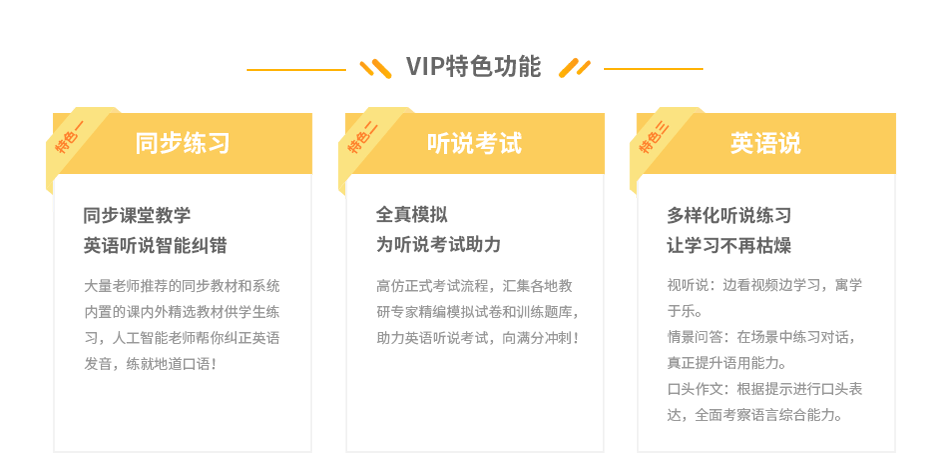 VIP特色功能
特色一
同步练习
同步课堂教学
英语听说智能纠错
大量老师推荐的同步教材和系统
内置的课内外精选教材供学生练
习，人工智能老师帮你纠正英语
发音，练就地道口语！
特色二
听说考试
全真模拟
为听说考试助力
高仿正式考试流程，汇集各地教
研专家精编模拟试卷和训练题库，
助力英语听说考试，向满分冲刺！
特色三
英语说
多样化听说练习
让学习不再枯燥
视听说：边看视频边学习，寓学
于乐。
情景问答：在场景中练习对话，
真正提升语用能力。
口头作文：根据提示进行口头表
达，全面考察语言综合能力。